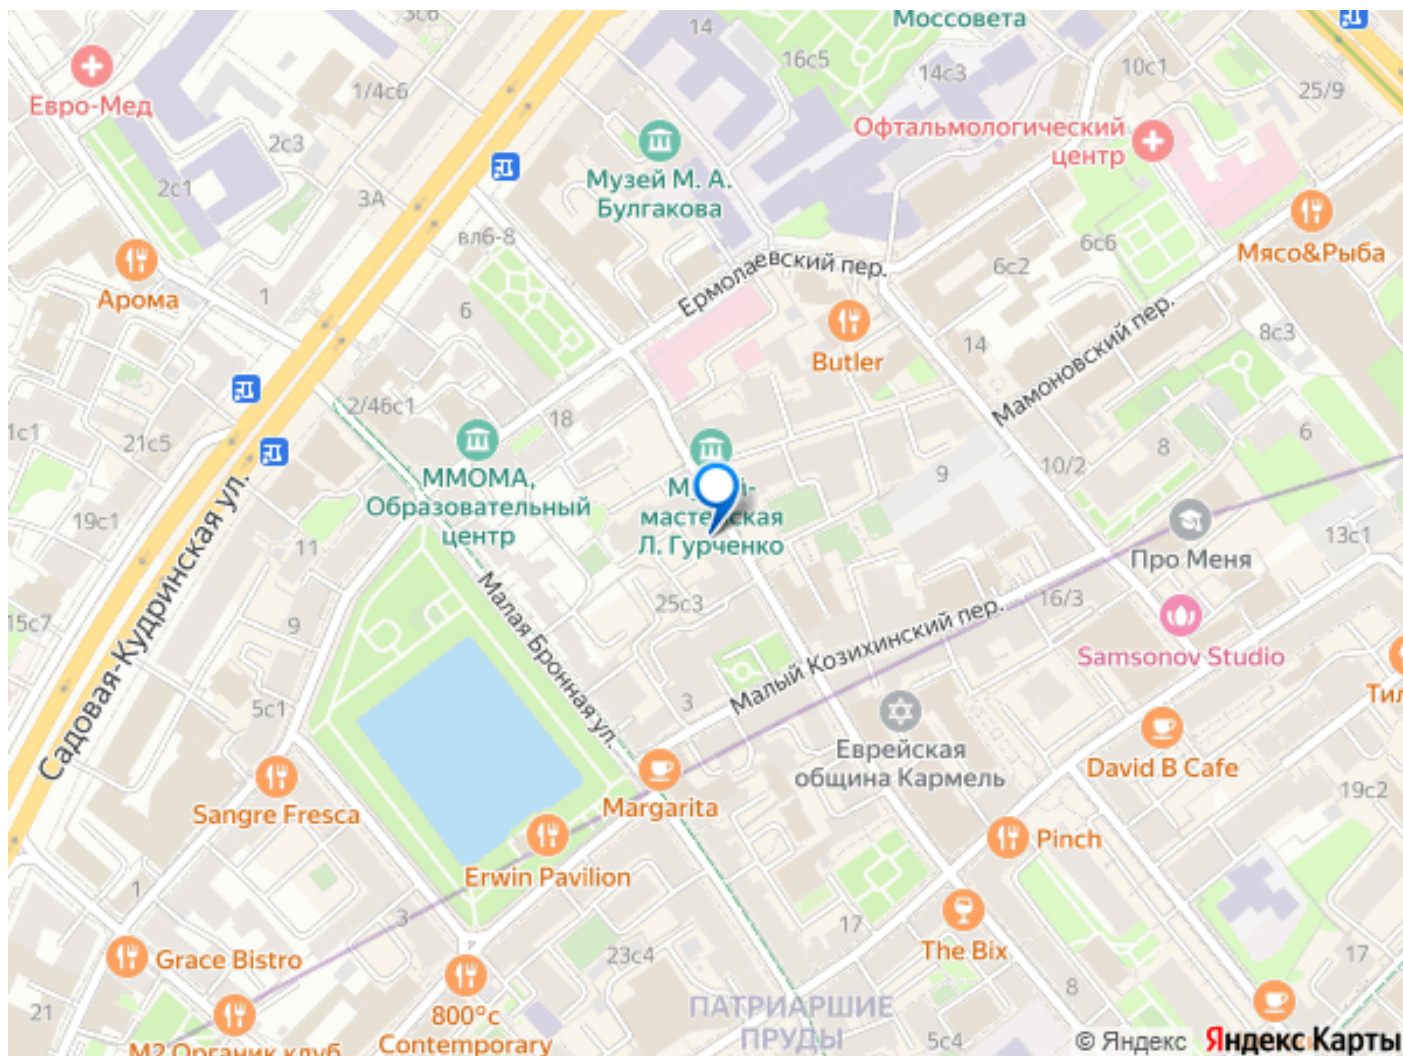 3с6
14
Моссовета
16с5
14с3
10с1
25/9
Евро-Мед
1/4с6
2с3
2с1
3А
Офтальмологический
центр
Музей М. А.
Булгакова
вл6-8
Ермолаевский пер.
6с6
6с2
Мясо&Рыба
Арома
1
6
Butler
14
Мамоновский пер.
8с3
2/46с1
18
1с1
21с5
ММОМА,
Образовательный
центр
Л. Гурченко
9
10/2
8
6
Садовая-Кудринская ул.
19с1
11
Про Меня
13с1
Малая Бронная ул.
25с3
16/3
15с7
9
Малый Козихинский пер.
Samsonov Studio
5с1
3
Еврейская
община Кармель
David B Cafe
19с2
Sangre Fresca
Margarita
Pinch
Erwin Pavilion
1
3
17
The Bix
Grace Bistro
23с4
17
21
800°c
Contemporary
8
ПАТРИАРШИЕ
ПРУДЫ
5с4
М2 Органик клуб
© Яндекс Яндекс Карты